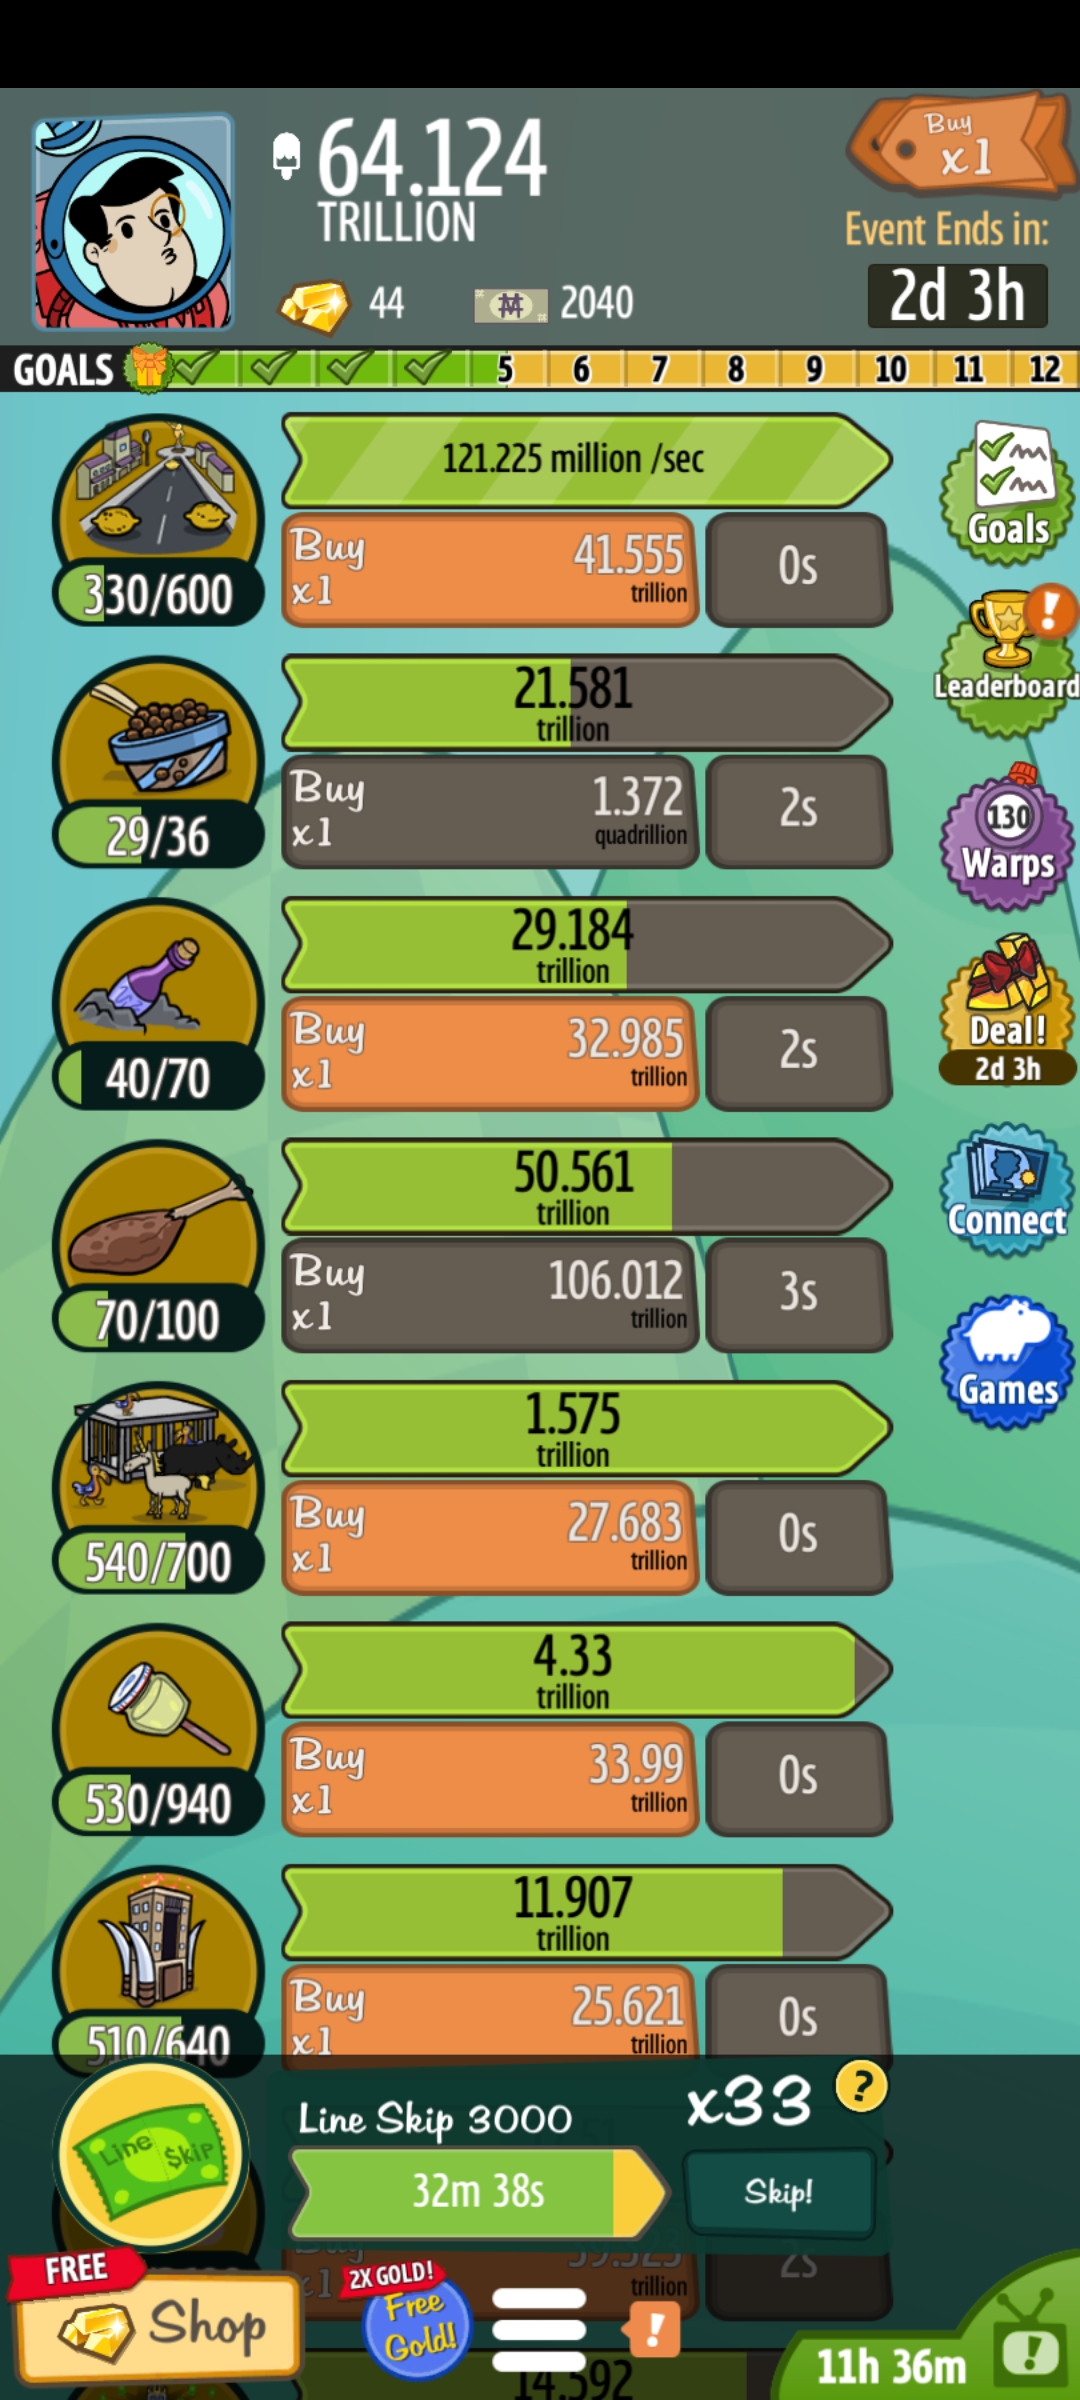 64.124
TRILLION
Buy
x1
Event Ends in:
2d 3h
44
2040
GOALS
5 6 7 8 9 10 11 12
121.225 million /sec
Buy
x1
41.555
trillion
0s
330/600
Goals
Leaderboard
21.581
trillion
Buy
x1
1.372
quadrillion
2s
29/36
130
Warps
29.184
trillion
Buy
x1
32.985
trillion
2s
40/70
Deal!
2d 3h
50.561
trillion
Buy
x1
106.012
trillion
3s
70/100
Connect
Games
1.575
trillion
Buy
x1
27.683
trillion
0s
540/700
4.33
trillion
Buy
x1
33.99
trillion
0s
530/940
11.907
trillion
Buy
x1
25.621
trillion
0s
510/640
Line Skip
Line Skip 3000
x33
?
32m 38s
Skip!
Buy
x1
trillion
2s
FREE
Shop
2X GOLD!
Free
Gold!
!
14.592
11h 36m